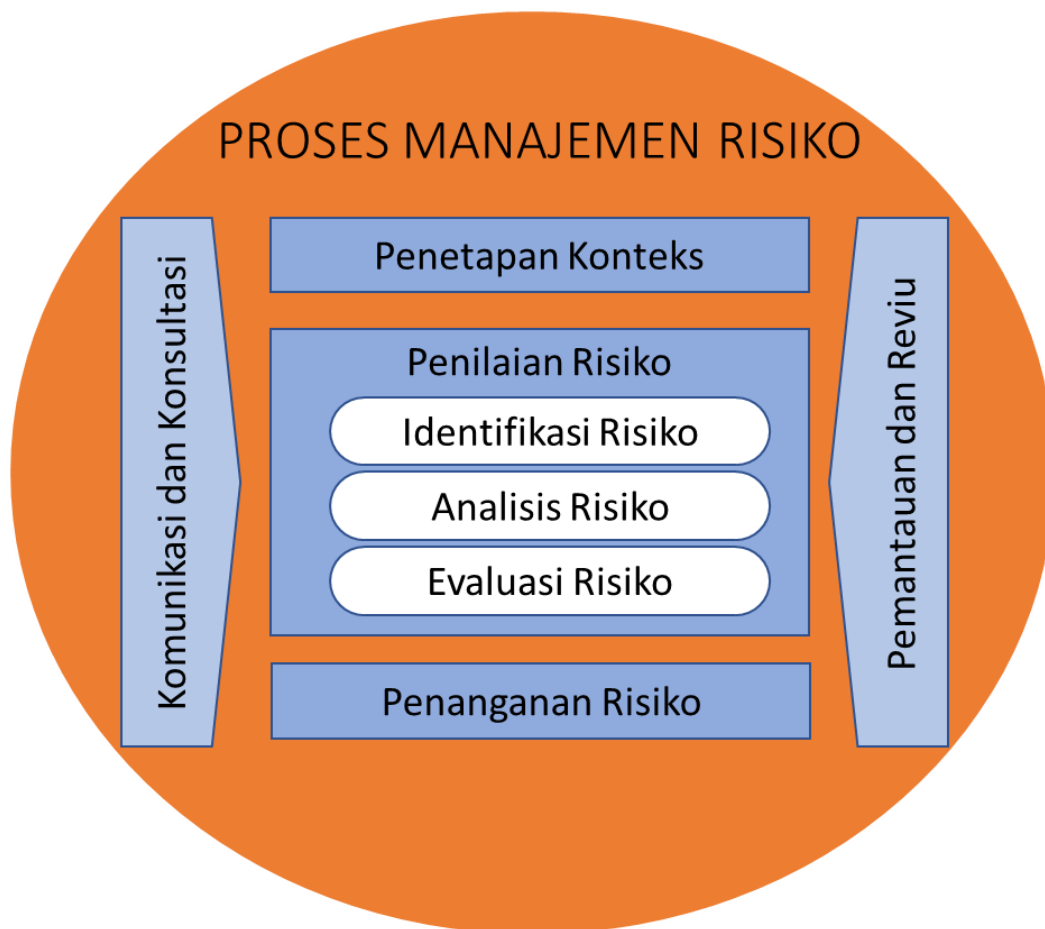 PROSES MANAJEMEN RISIKO
Komunikasi dan Konsultasi
Penetapan Konteks
Penilaian Risiko
Identifikasi Risiko
Analisis Risiko
Evaluasi Risiko
Penanganan Risiko
Pemantauan dan Reviu